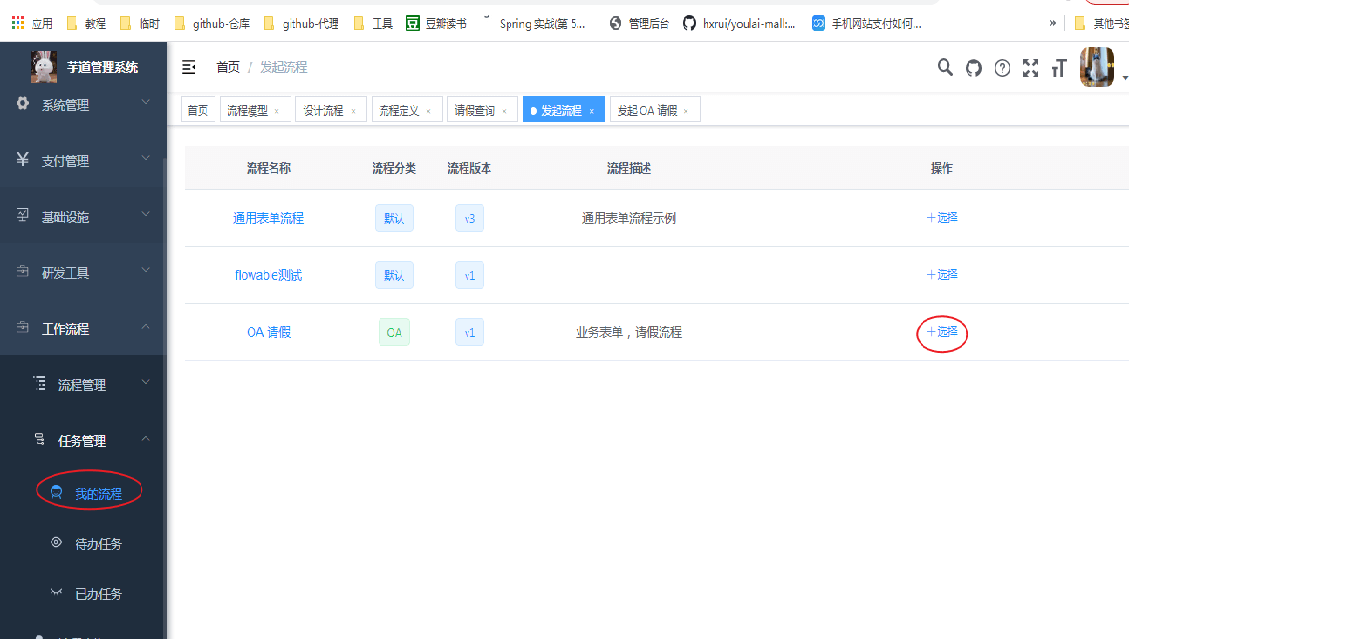 应用 教程 临时 github-仓库 github-代理 工具 豆瓣读书 Spring 实战(第 5... 管理后台 hxrui/youlai-mall:... 手机网站支付如何... » 其他书签
芋道管理系统
首页 / 发起流程
首页 流程模型 × 设计流程 × 流程定义 × 请假查询 × 发起流程 × 发起 OA 请假 ×
系统管理
支付管理
基础设施
研发工具
工作流程
流程管理
任务管理
我的流程
待办任务
已办任务
流程名称 流程分类 流程版本 流程描述 操作
通用表单流程 默认 v3 通用表单流程示例 +选择
flowabe测试 默认 v1 +选择
OA 请假 OA v1 业务表单，请假流程 +选择